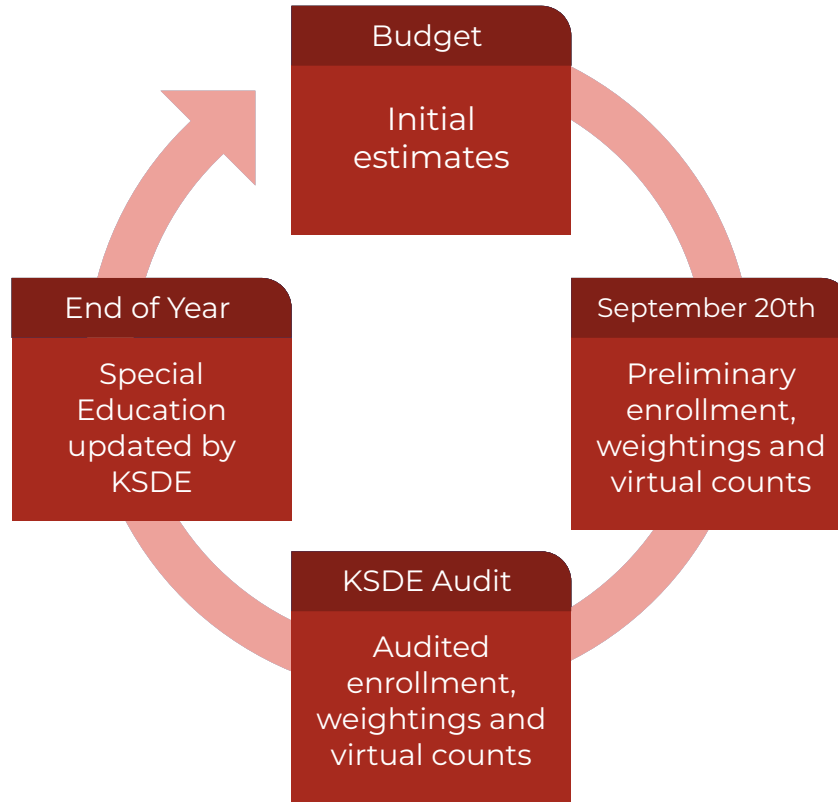 Budget
Initial
estimates
September 20th
Preliminary
enrollment,
weightings and
virtual counts
KSDE Audit
Audited
enrollment,
weightings and
virtual counts
End of Year
Special
Education
updated by
KSDE